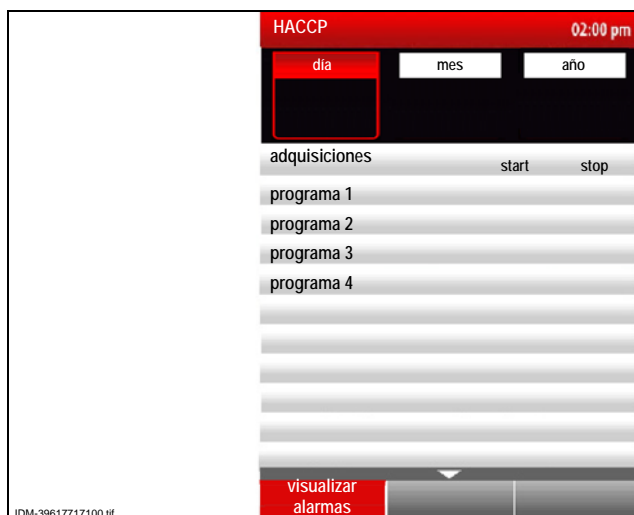 HACCP 02:00 pm
día mes año
adquisiciones start stop
programa 1
programa 2
programa 3
programa 4
visualizar
alarmas
IDM-39617717100.tif